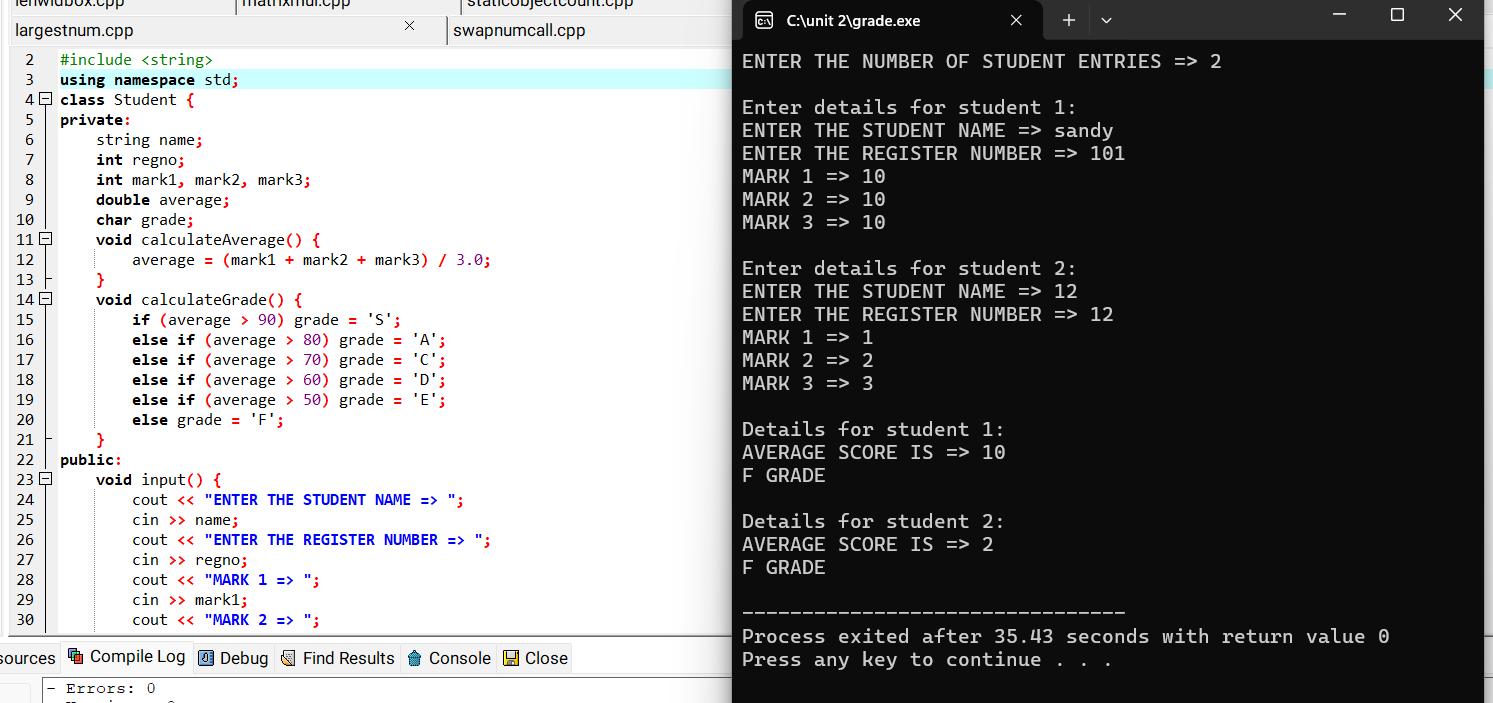 lenwidbox.cpp
matrixmul.cpp
staticobjectcount.cpp
largestnum.cpp
swapnumcall.cpp
2 #include <string>
3 using namespace std;
4 class Student {
5 private:
6 string name;
7 int regno;
8 int mark1, mark2, mark3;
9 double average;
10 char grade;
11 void calculateAverage() {
12 average = (mark1 + mark2 + mark3) / 3.0;
13 }
14 void calculateGrade() {
15 if (average > 90) grade = 'S';
16 else if (average > 80) grade = 'A';
17 else if (average > 70) grade = 'C';
18 else if (average > 60) grade = 'D';
19 else if (average > 50) grade = 'E';
20 else grade = 'F';
21 }
22 public:
23 void input() {
24 cout << "ENTER THE STUDENT NAME => ";
25 cin >> name;
26 cout << "ENTER THE REGISTER NUMBER => ";
27 cin >> regno;
28 cout << "MARK 1 => ";
29 cin >> mark1;
30 cout << "MARK 2 => ";
sources
Compile Log
Debug
Find Results
Console
Close
- Errors: 0
C:\unit 2\grade.exe
ENTER THE NUMBER OF STUDENT ENTRIES => 2
Enter details for student 1:
ENTER THE STUDENT NAME => sandy
ENTER THE REGISTER NUMBER => 101
MARK 1 => 10
MARK 2 => 10
MARK 3 => 10
Enter details for student 2:
ENTER THE STUDENT NAME => 12
ENTER THE REGISTER NUMBER => 12
MARK 1 => 1
MARK 2 => 2
MARK 3 => 3
Details for student 1:
AVERAGE SCORE IS => 10
F GRADE
Details for student 2:
AVERAGE SCORE IS => 2
F GRADE
--------------------------------
Process exited after 35.43 seconds with return value 0
Press any key to continue . . .